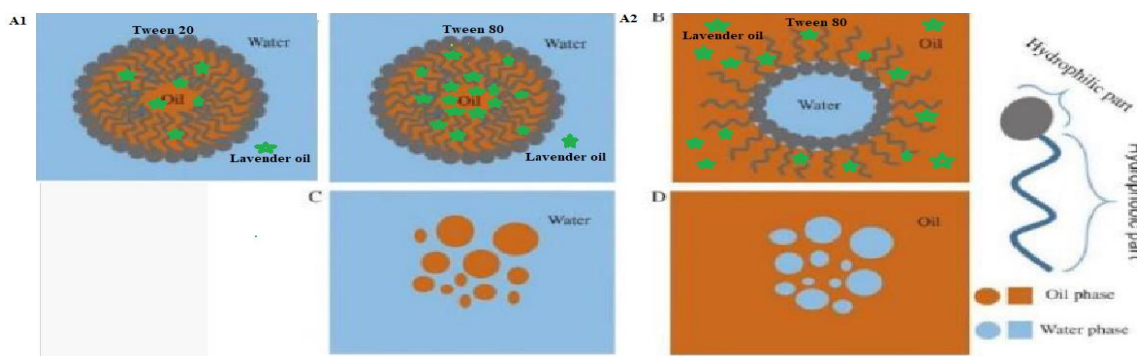 A1
Tween 20
Water
Oil
Lavender oil
Tween 80
Water
Oil
Lavender oil
A2
B
Tween 80
Lavender oil
Oil
Water
C
Water
D
Oil
Hydrophilic part
Hydrophobic part
Oil phase
Water phase